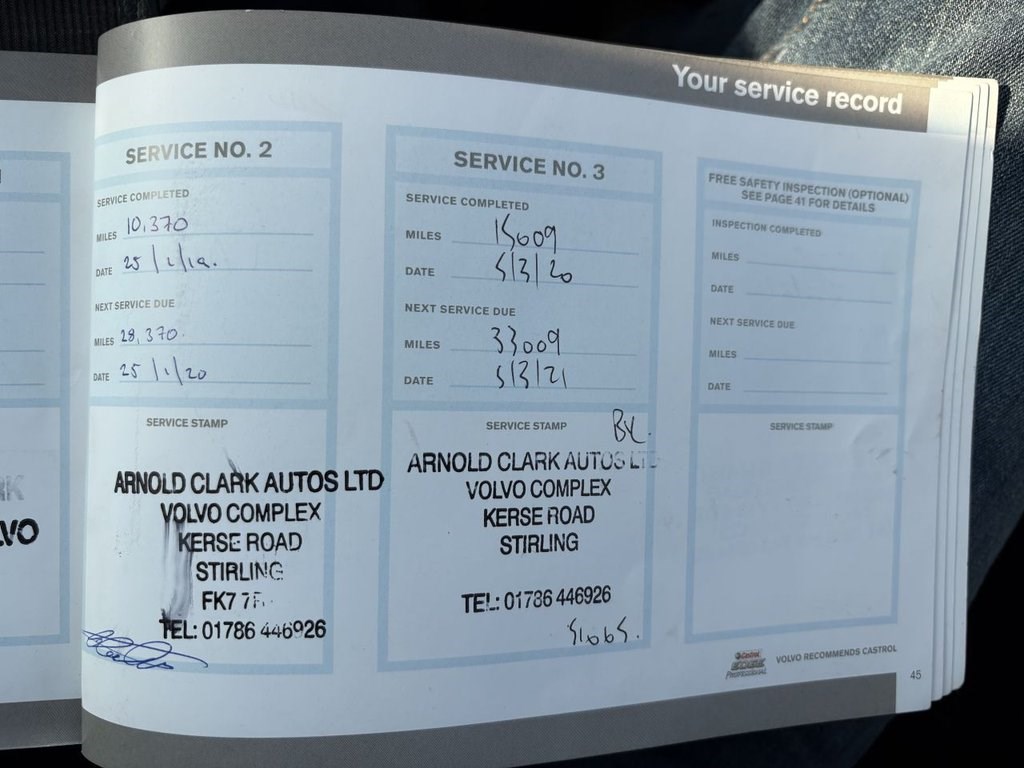 Your service record
SERVICE NO. 2
SERVICE COMPLETED
MILES 10,370
DATE 25/1/19.
NEXT SERVICE DUE
MILES 28,370.
DATE 25/1/20
SERVICE STAMP
ARNOLD CLARK AUTOS LTD
VOLVO COMPLEX
KERSE ROAD
STIRLING
FK7
TEL: 01786 446926
SERVICE NO. 3
SERVICE COMPLETED
MILES 15009
DATE 5/3/20
NEXT SERVICE DUE
MILES 33009
DATE 5/3/21
SERVICE STAMP
ARNOLD CLARK AUTOS LTD
VOLVO COMPLEX
KERSE ROAD
STIRLING
TEL: 01786 446926
FREE SAFETY INSPECTION (OPTIONAL)
SEE PAGE 41 FOR DETAILS
INSPECTION COMPLETED
MILES
DATE
NEXT SERVICE DUE
MILES
DATE
SERVICE STAMP
Castrol
EDGE
PROFESSIONAL
VOLVO RECOMMENDS CASTROL
45